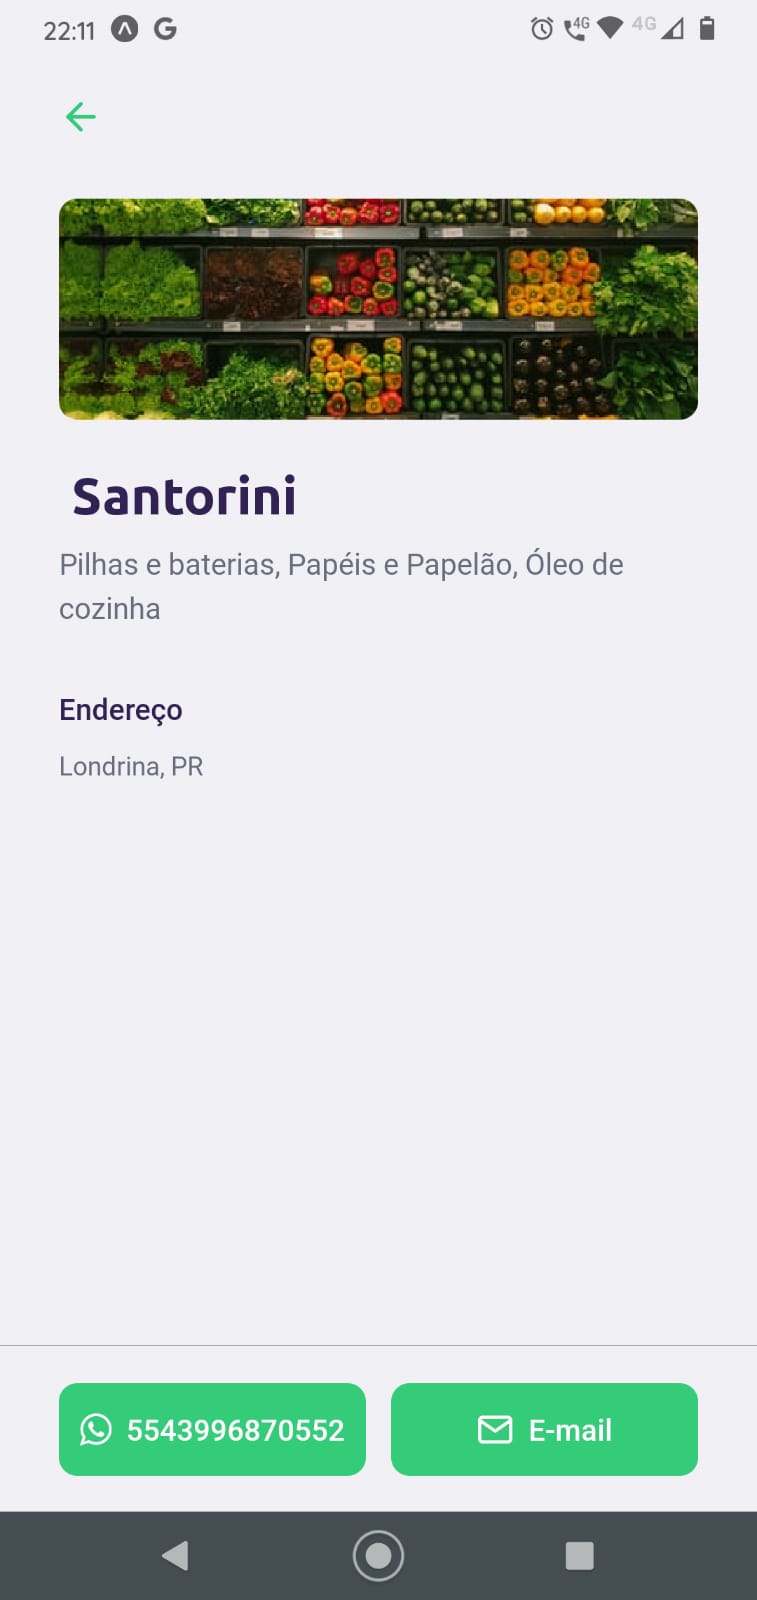 22:11
4G
4G
Santorini
Pilhas e baterias, Papéis e Papelão, Óleo de
cozinha
Endereço
Londrina, PR
5543996870552
E-mail